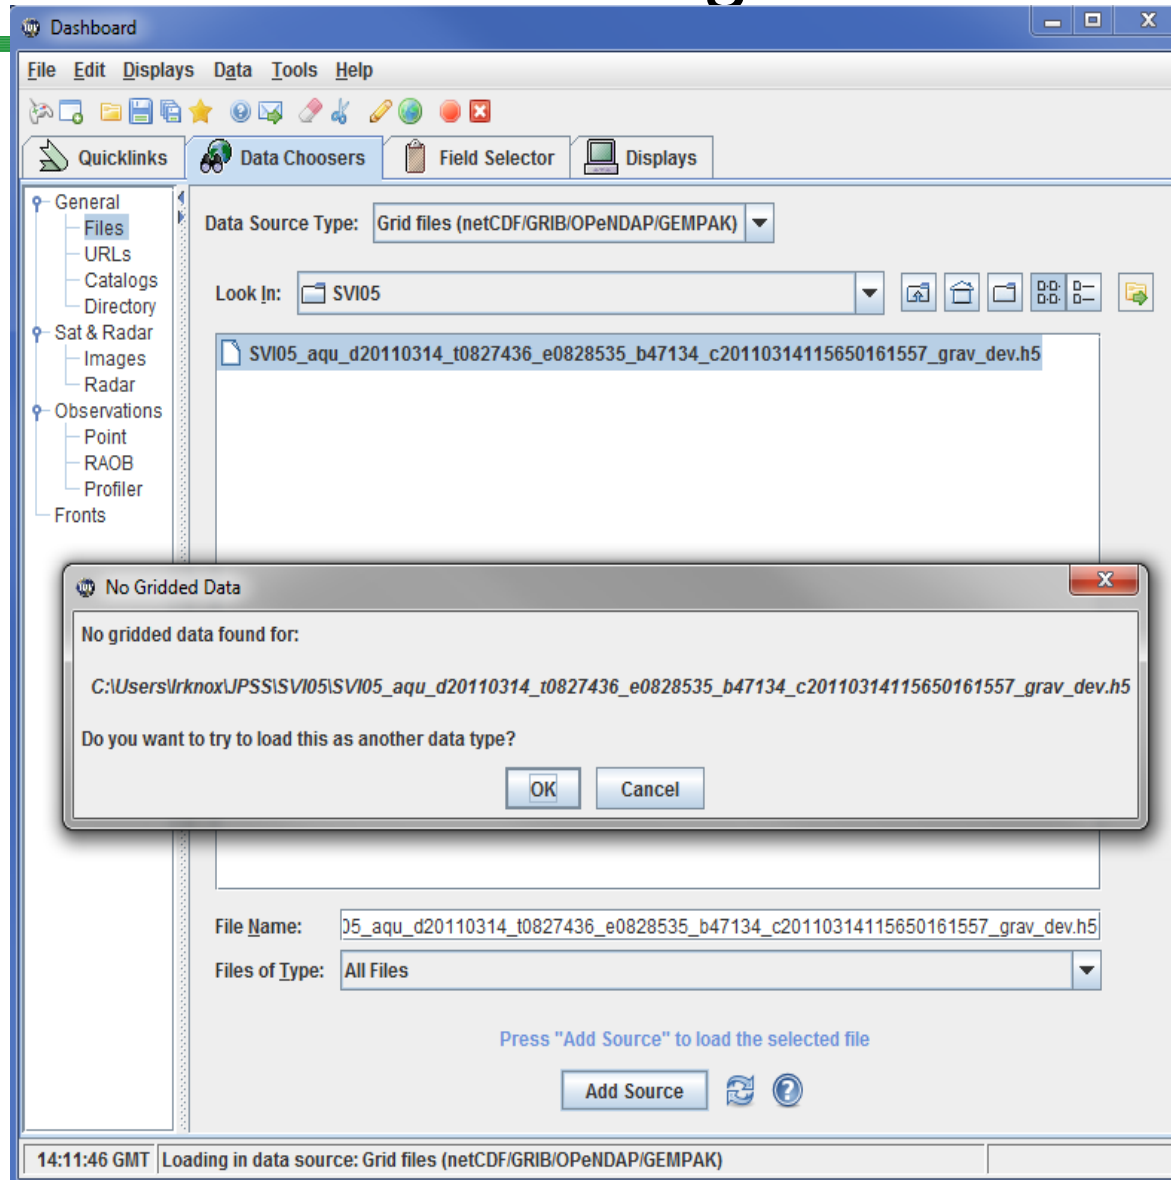 Dashboard
File Edit Displays Data Tools Help
Quicklinks Data Choosers Field Selector Displays
General
Files
URLs
Catalogs
Directory
Sat & Radar
Images
Radar
Observations
Point
RAOB
Profiler
Fronts
Data Source Type: Grid files (netCDF/GRIB/OPeNDAP/GEMPAK)
Look In: SVI05
SVI05_aqu_d20110314_t0827436_e0828535_b47134_c20110314115650161557_grav_dev.h5
No Gridded Data
No gridded data found for:
C:\Users\lrknox\JPSS\SVI05\SVI05_aqu_d20110314_t0827436_e0828535_b47134_c20110314115650161557_grav_dev.h5
Do you want to try to load this as another data type?
OK Cancel
File Name: 05_aqu_d20110314_t0827436_e0828535_b47134_c20110314115650161557_grav_dev.h5
Files of Type: All Files
Press "Add Source" to load the selected file
Add Source
14:11:46 GMT Loading in data source: Grid files (netCDF/GRIB/OPeNDAP/GEMPAK)